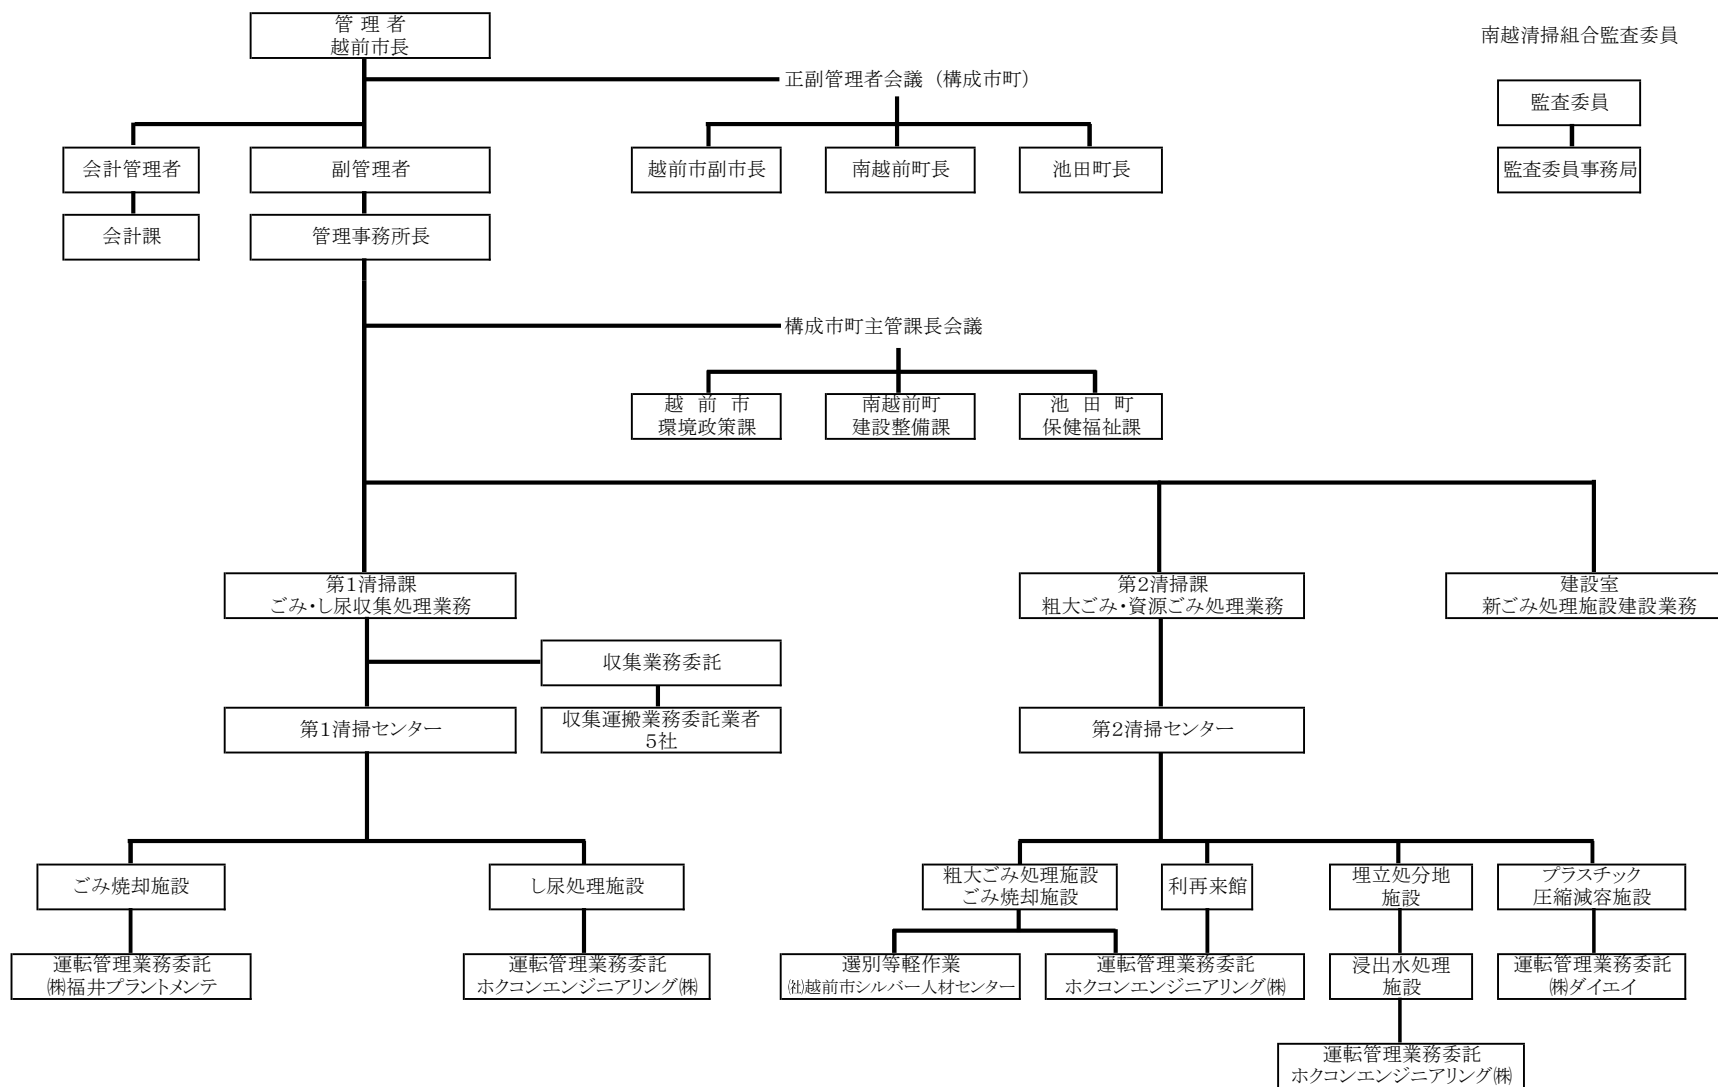 管 理 者
越前市長
南越清掃組合監査委員
正副管理者会議（構成市町）
監査委員
会計管理者
副管理者
越前市副市長
南越前町長
池田町長
監査委員事務局
会計課
管理事務所長
構成市町主管課長会議
越 前 市
環境政策課
南越前町
建設整備課
池 田 町
保健福祉課
第1清掃課
ごみ・し尿収集処理業務
第2清掃課
粗大ごみ・資源ごみ処理業務
建設室
新ごみ処理施設建設業務
収集業務委託
第1清掃センター
収集運搬業務委託業者
5社
第2清掃センター
ごみ焼却施設
し尿処理施設
粗大ごみ処理施設
ごみ焼却施設
利再来館
埋立処分地
施設
プラスチック
圧縮減容施設
運転管理業務委託
㈱福井プラントメンテ
運転管理業務委託
ホクコンエンジニアリング㈱
選別等軽作業
㈳越前市シルバー人材センター
運転管理業務委託
ホクコンエンジニアリング㈱
浸出水処理
施設
運転管理業務委託
㈱ダイエイ
運転管理業務委託
ホクコンエンジニアリング㈱